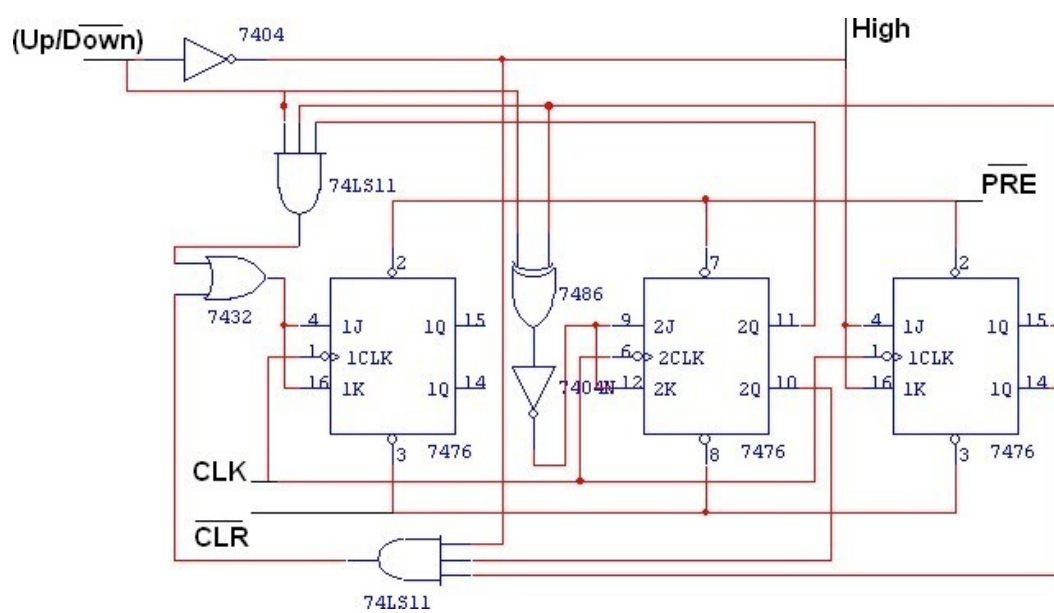 (Up/Down)
7404
High
74LS11
PRE
7432
7486
7404N
2
4 1J 1Q 15
1 1CLK
16 1K 1Q 14
3 7476
7
9 2J 2Q 11
6 2CLK
12 2K 2Q 10
8 7476
2
4 1J 1Q 15
1 1CLK
16 1K 1Q 14
3 7476
CLK
CLR
74LS11